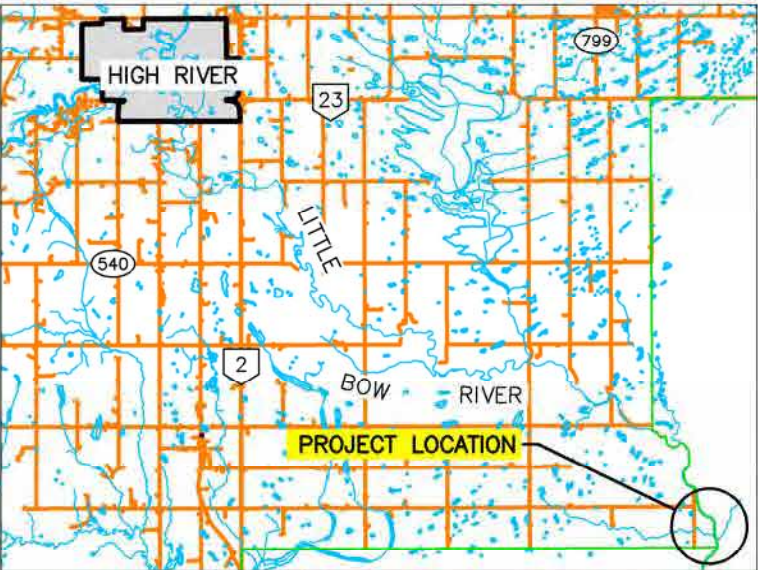 799
HIGH RIVER
23
LITTLE
540
2
BOW
RIVER
PROJECT LOCATION